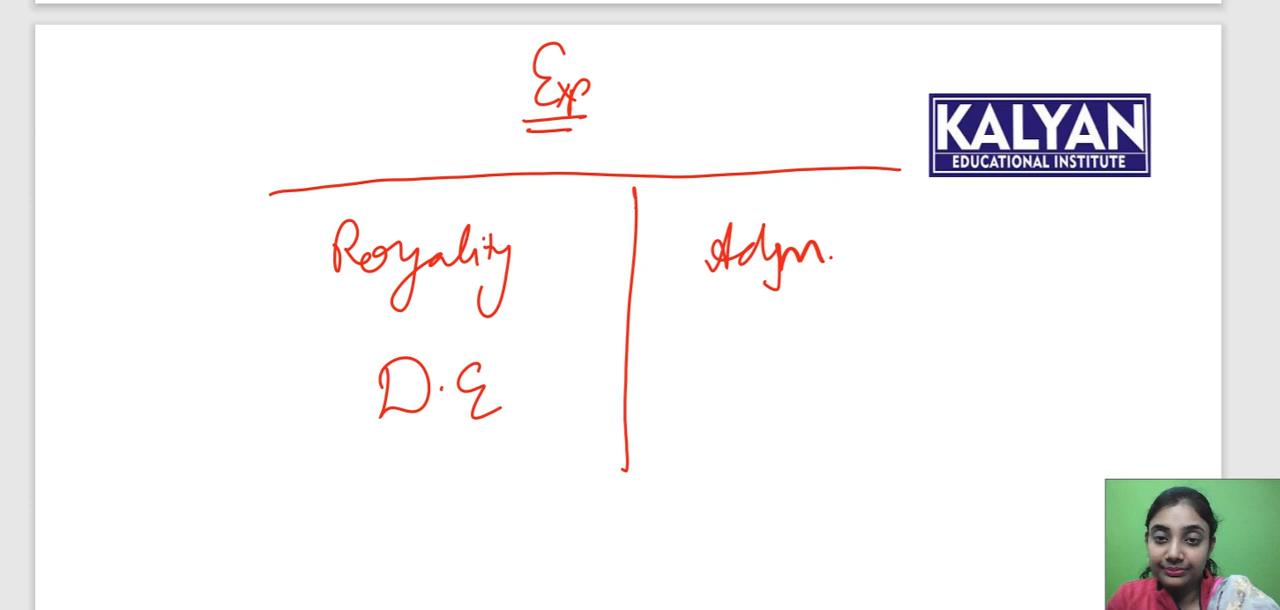 Exp
KALYAN
EDUCATIONAL INSTITUTE
Royality
Adm.
D.E